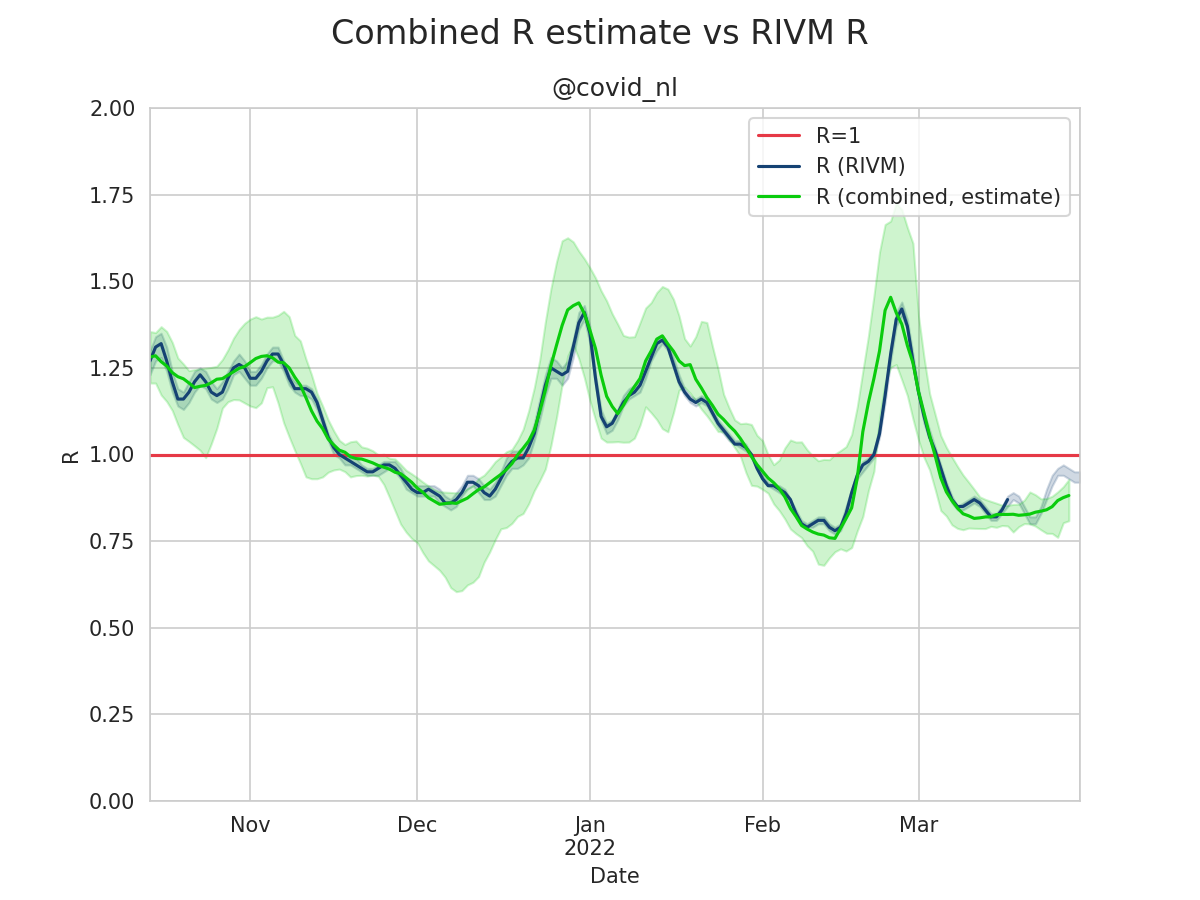 Combined R estimate vs RIVM R
@covid_nl
R=1
R (RIVM)
R (combined, estimate)
2.00
1.75
1.50
1.25
1.00
0.75
0.50
0.25
0.00
R
Nov
Dec
Jan
2022
Feb
Mar
Date